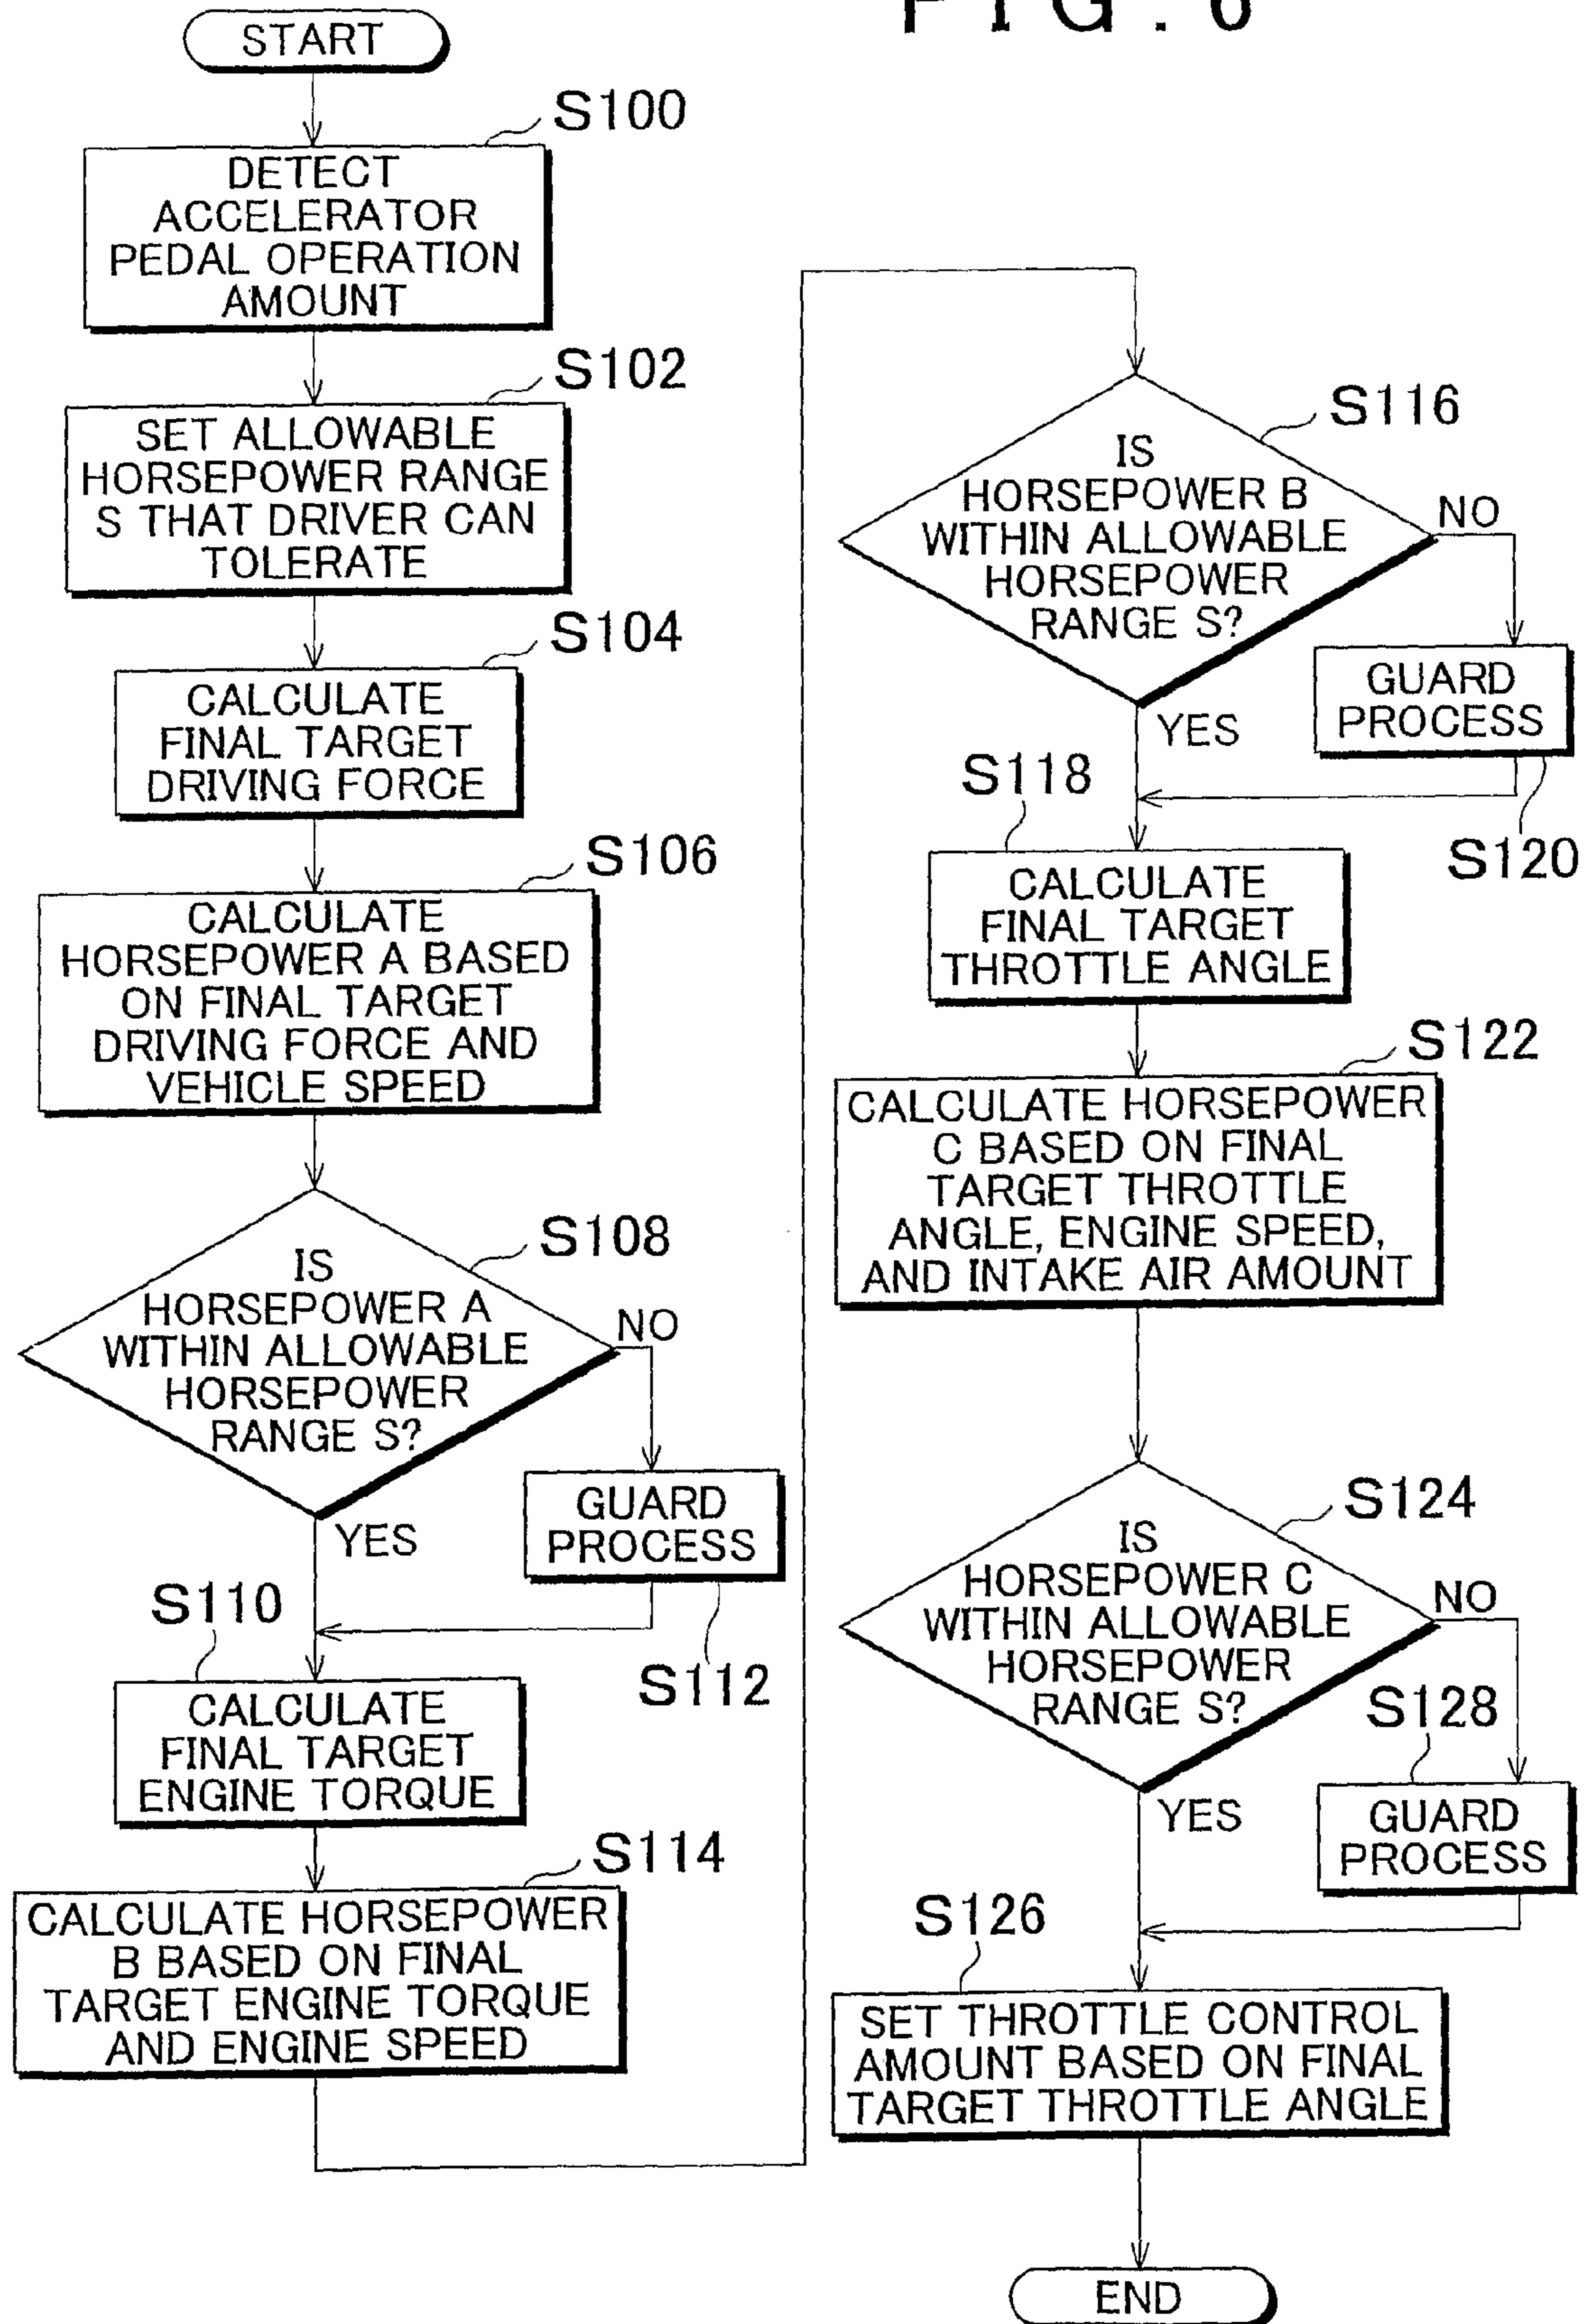 FIG. 6
START
S100
DETECT
ACCELERATOR
PEDAL OPERATION
AMOUNT
S102
SET ALLOWABLE
HORSEPOWER RANGE
S THAT DRIVER CAN
TOLERATE
S104
CALCULATE
FINAL TARGET
DRIVING FORCE
S106
CALCULATE
HORSEPOWER A BASED
ON FINAL TARGET
DRIVING FORCE AND
VEHICLE SPEED
S108
IS
HORSEPOWER A
WITHIN ALLOWABLE
HORSEPOWER
RANGE S?
NO
YES
GUARD
PROCESS
S112
S110
CALCULATE
FINAL TARGET
ENGINE TORQUE
S114
CALCULATE HORSEPOWER
B BASED ON FINAL
TARGET ENGINE TORQUE
AND ENGINE SPEED
S116
IS
HORSEPOWER B
WITHIN ALLOWABLE
HORSEPOWER
RANGE S?
NO
YES
GUARD
PROCESS
S120
S118
CALCULATE
FINAL TARGET
THROTTLE ANGLE
S122
CALCULATE HORSEPOWER
C BASED ON FINAL
TARGET THROTTLE
ANGLE, ENGINE SPEED,
AND INTAKE AIR AMOUNT
S124
IS
HORSEPOWER C
WITHIN ALLOWABLE
HORSEPOWER
RANGE S?
NO
YES
S128
GUARD
PROCESS
S126
SET THROTTLE CONTROL
AMOUNT BASED ON FINAL
TARGET THROTTLE ANGLE
END